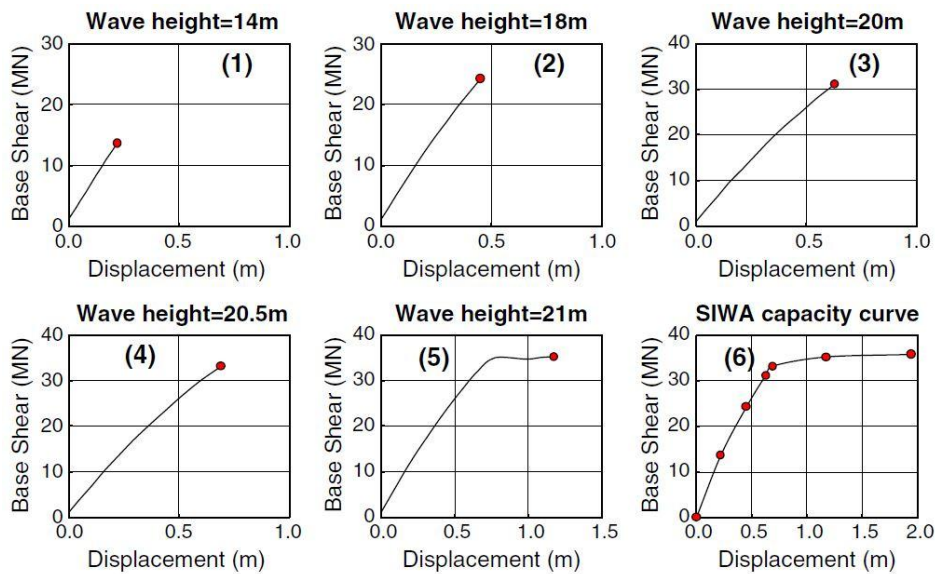 Wave height=14m
Base Shear (MN)
30
20
10
0
(1)
0.0 0.5 1.0
Displacement (m)
Wave height=18m
Base Shear (MN)
30
20
10
0
(2)
0.0 0.5 1.0
Displacement (m)
Wave height=20m
Base Shear (MN)
40
30
20
10
0
(3)
0.0 0.5 1.0
Displacement (m)
Wave height=20.5m
Base Shear (MN)
40
30
20
10
0
(4)
0.0 0.5 1.0
Displacement (m)
Wave height=21m
Base Shear (MN)
40
30
20
10
0
(5)
0.0 0.5 1.0 1.5
Displacement (m)
SIWA capacity curve
Base Shear (MN)
40
30
20
10
0
(6)
0.0 0.5 1.0 1.5 2.0
Displacement (m)